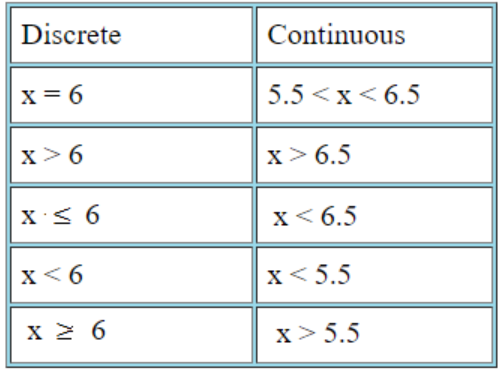 Discrete Continuous
x = 6 5.5 < x < 6.5
x > 6 x > 6.5
x ≤ 6 x < 6.5
x < 6 x < 5.5
x ≥ 6 x > 5.5